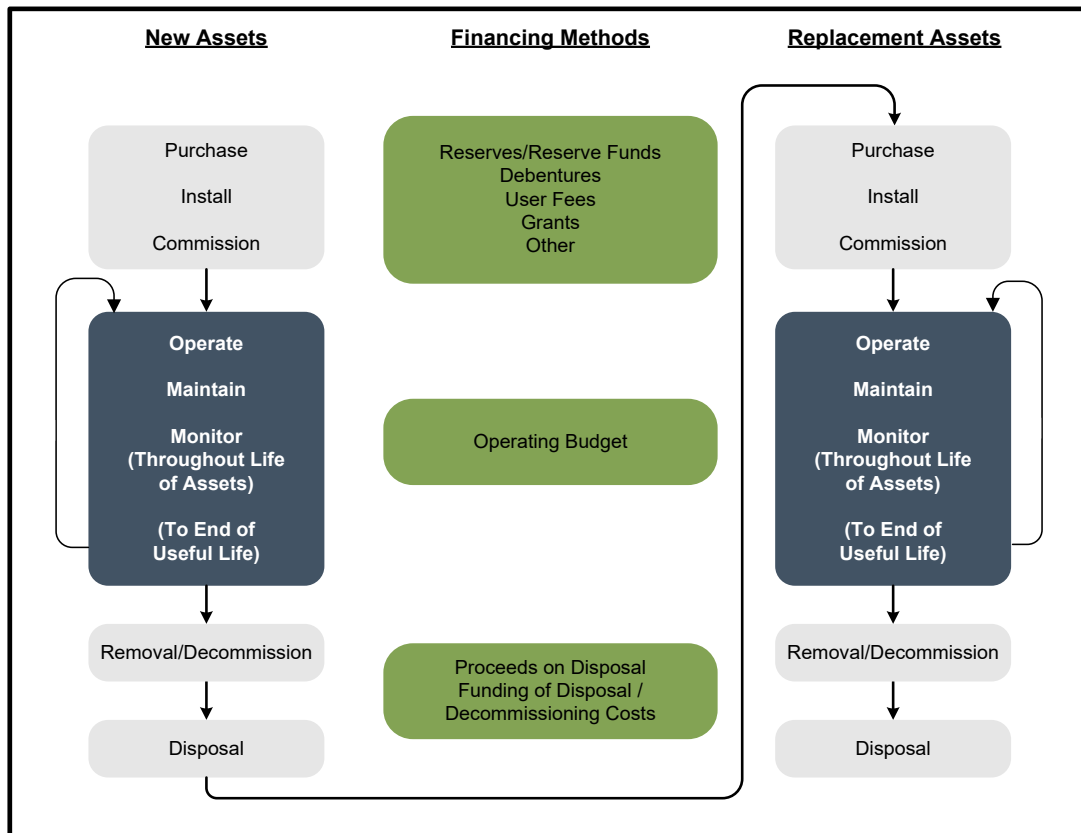 New Assets
Financing Methods
Replacement Assets
Purchase
Install
Commission
Operate
Maintain
Monitor
(Throughout Life
of Assets)
(To End of
Useful Life)
Removal/Decommission
Disposal
Reserves/Reserve Funds
Debentures
User Fees
Grants
Other
Operating Budget
Proceeds on Disposal
Funding of Disposal /
Decommissioning Costs
Purchase
Install
Commission
Operate
Maintain
Monitor
(Throughout Life
of Assets)
(To End of
Useful Life)
Removal/Decommission
Disposal